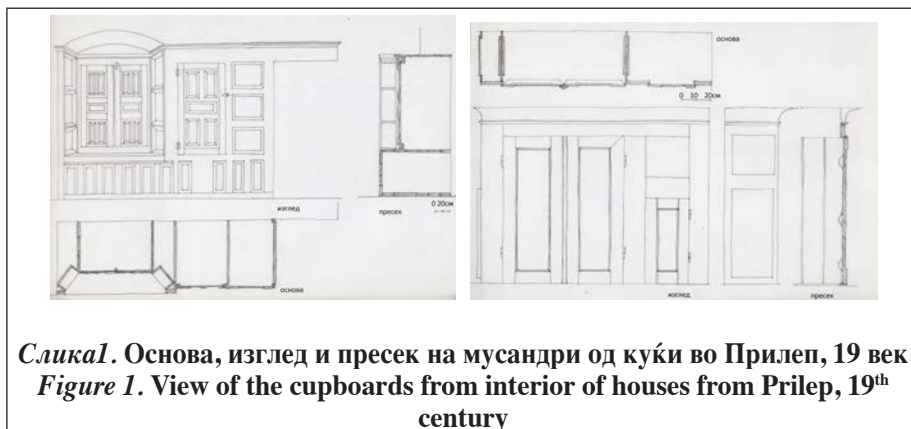 изглед
пресек
0 20см
основа
основа
0 10 20см
изглед
пресек
Слика1. Основа, изглед и пресек на мусандри од куќи во Прилеп, 19 век
Figure 1. View of the cupboards from interior of houses from Prilep, 19th
century